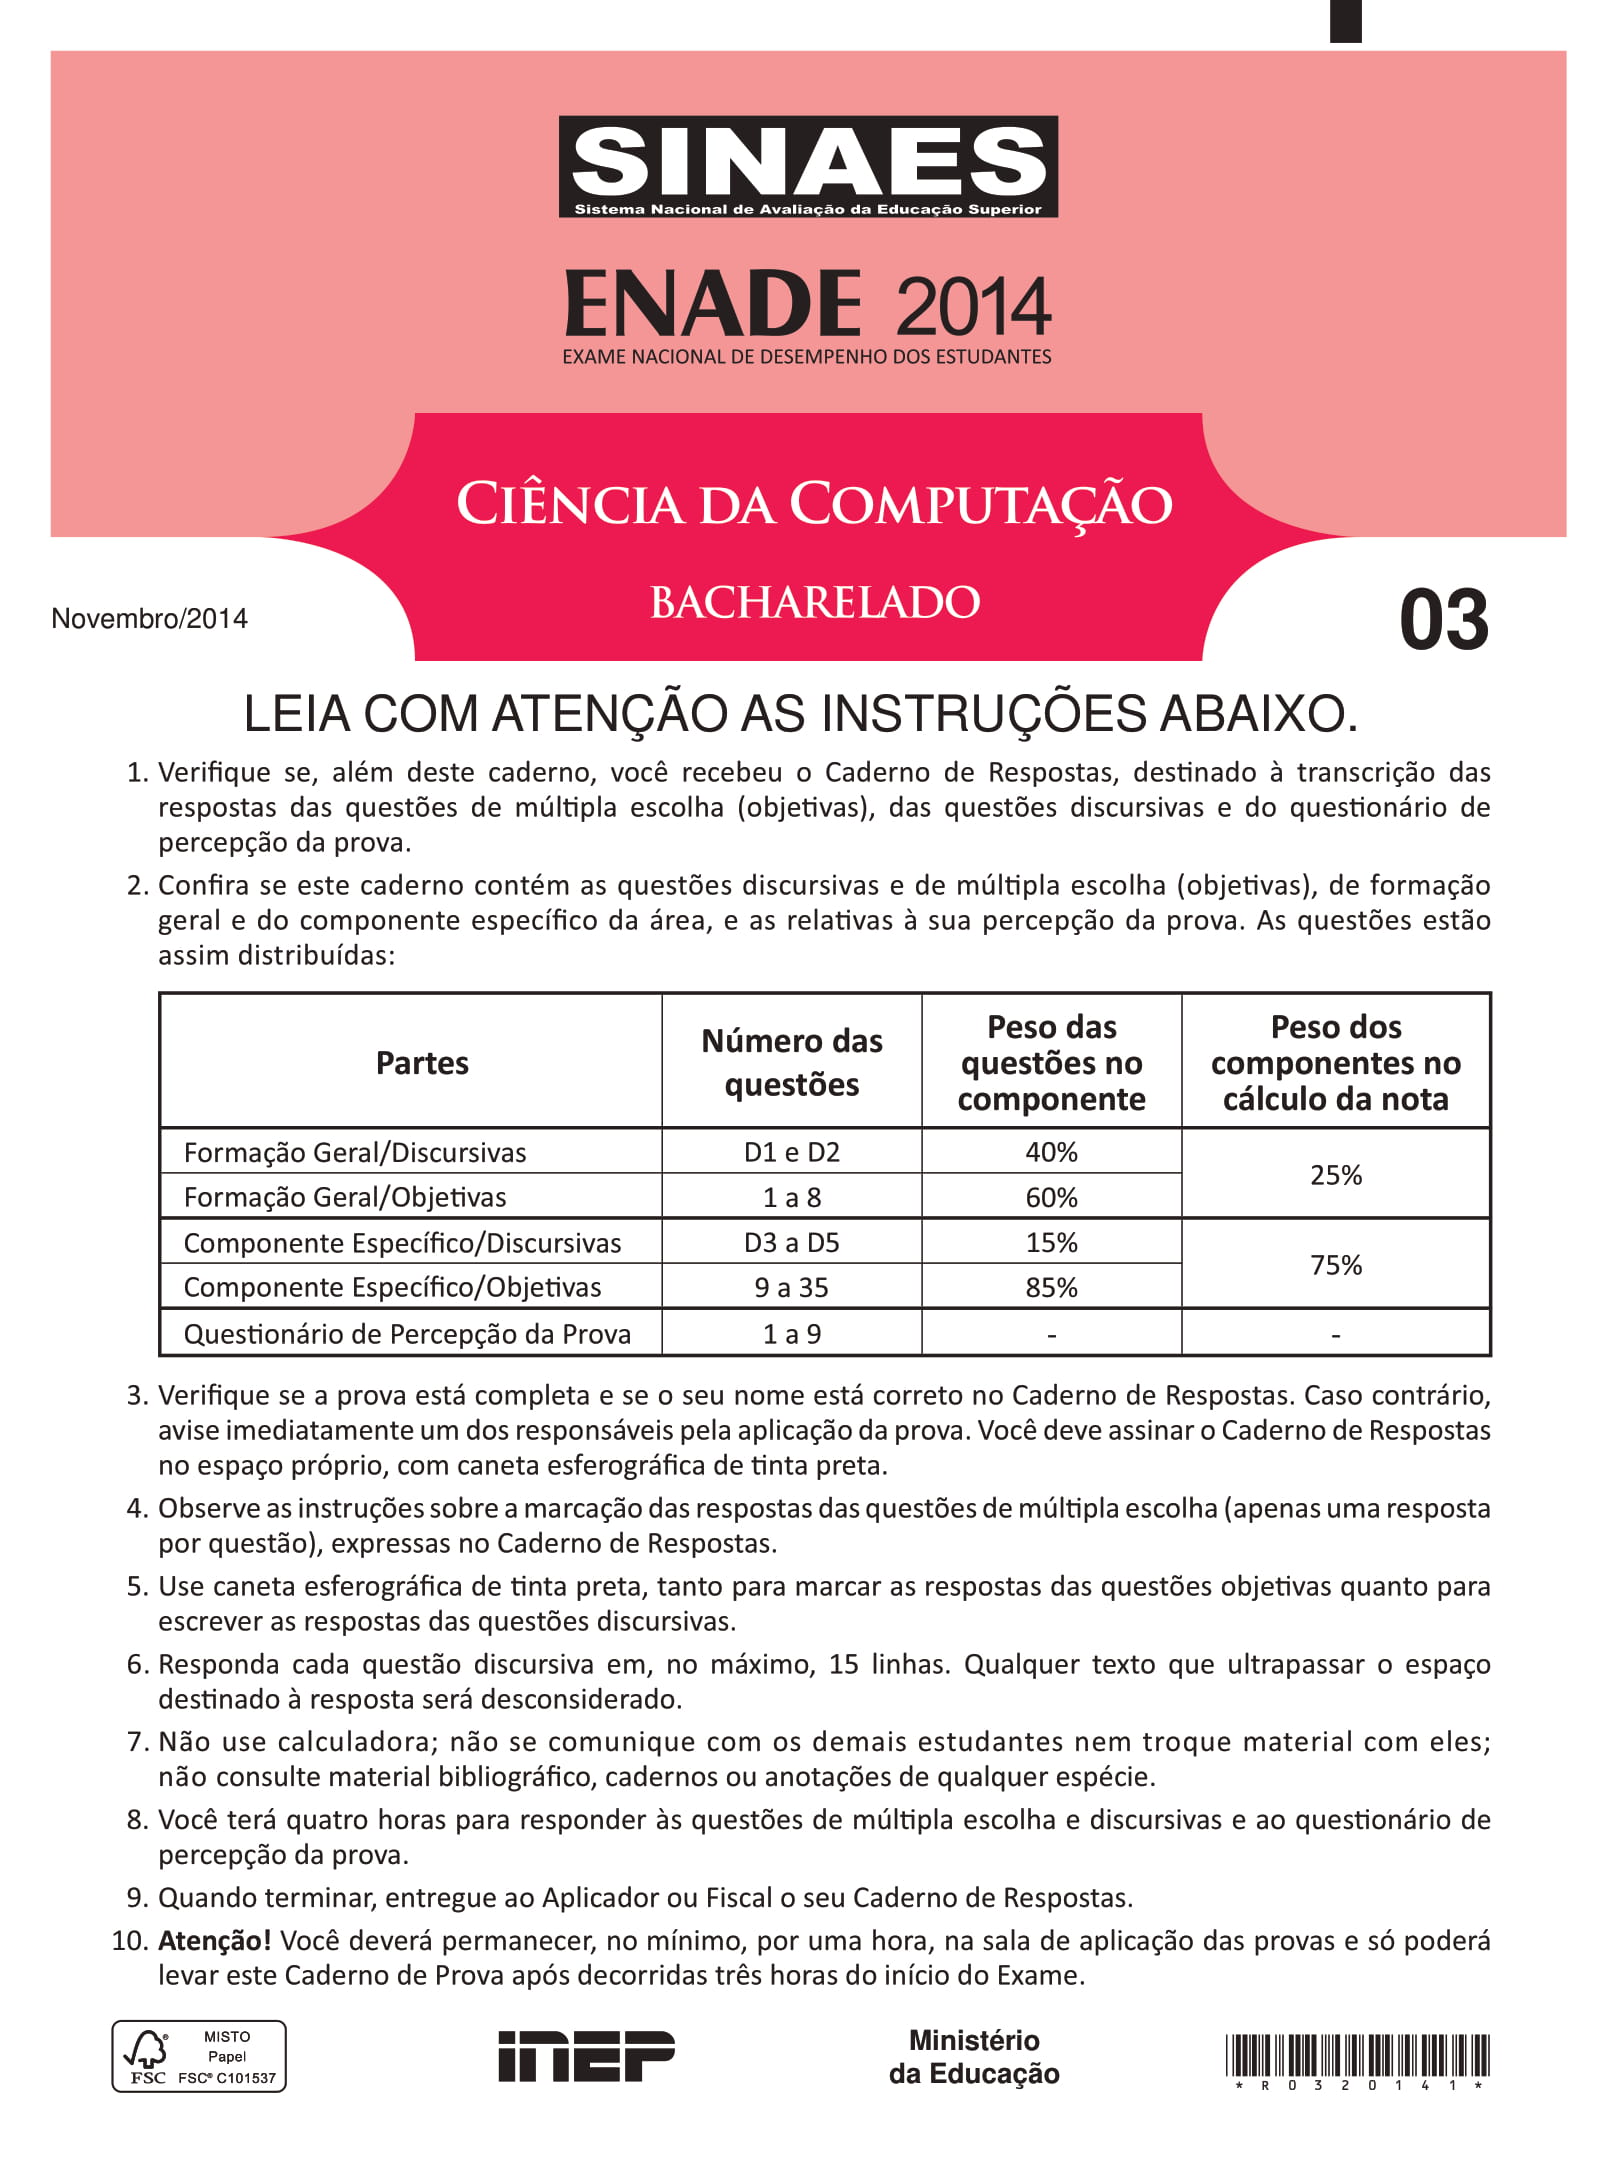 SINAES
Sistema Nacional de Avaliação da Educação Superior
ENADE 2014
EXAME NACIONAL DE DESEMPENHO DOS ESTUDANTES
Ciência da Computação
BACHARELADO
Novembro/2014
03
LEIA COM ATENÇÃO AS INSTRUÇÕES ABAIXO.
1. Verifique se, além deste caderno, você recebeu o Caderno de Respostas, destinado à transcrição das
respostas das questões de múltipla escolha (objetivas), das questões discursivas e do questionário de
percepção da prova.
2. Confira se este caderno contém as questões discursivas e de múltipla escolha (objetivas), de formação
geral e do componente específico da área, e as relativas à sua percepção da prova. As questões estão
assim distribuídas:
Partes
Número das
questões
Peso das
questões no
componente
Peso dos
componentes no
cálculo da nota
Formação Geral/Discursivas D1 e D2 40%
25%
Formação Geral/Objetivas 1 a 8 60%
Componente Específico/Discursivas D3 a D5 15%
75%
Componente Específico/Objetivas 9 a 35 85%
Questionário de Percepção da Prova 1 a 9 - -
3. Verifique se a prova está completa e se o seu nome está correto no Caderno de Respostas. Caso contrário,
avise imediatamente um dos responsáveis pela aplicação da prova. Você deve assinar o Caderno de Respostas
no espaço próprio, com caneta esferográfica de tinta preta.
4. Observe as instruções sobre a marcação das respostas das questões de múltipla escolha (apenas uma resposta
por questão), expressas no Caderno de Respostas.
5. Use caneta esferográfica de tinta preta, tanto para marcar as respostas das questões objetivas quanto para
escrever as respostas das questões discursivas.
6. Responda cada questão discursiva em, no máximo, 15 linhas. Qualquer texto que ultrapassar o espaço
destinado à resposta será desconsiderado.
7. Não use calculadora; não se comunique com os demais estudantes nem troque material com eles;
não consulte material bibliográfico, cadernos ou anotações de qualquer espécie.
8. Você terá quatro horas para responder às questões de múltipla escolha e discursivas e ao questionário de
percepção da prova.
9. Quando terminar, entregue ao Aplicador ou Fiscal o seu Caderno de Respostas.
10. Atenção! Você deverá permanecer, no mínimo, por uma hora, na sala de aplicação das provas e só poderá
levar este Caderno de Prova após decorridas três horas do início do Exame.
FSC
MISTO
Papel
FSC® C101537
INEP
Ministério
da Educação
*R0320141*